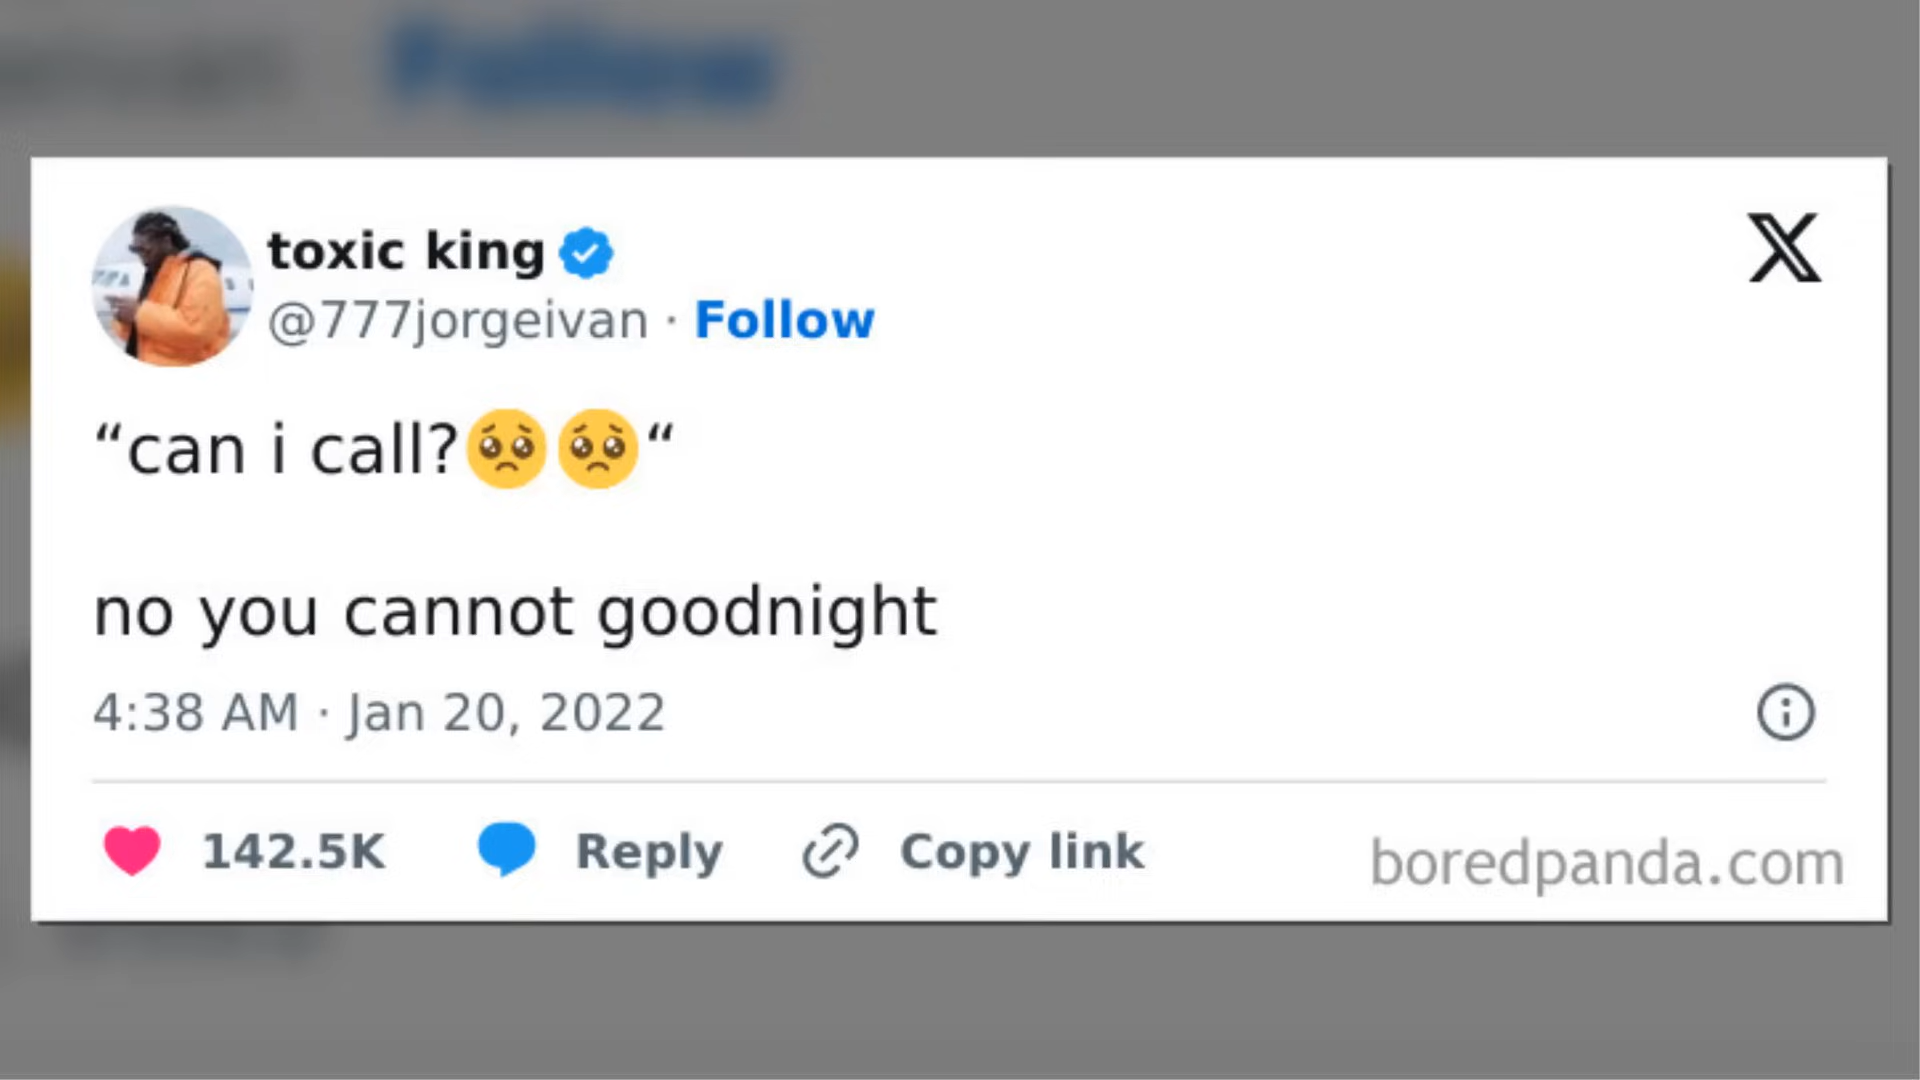 Follow
toxic king
@777jorgeivan · Follow
“can i call?🥺🥺“
no you cannot goodnight
4:38 AM · Jan 20, 2022
142.5K Reply Copy link
boredpanda.com